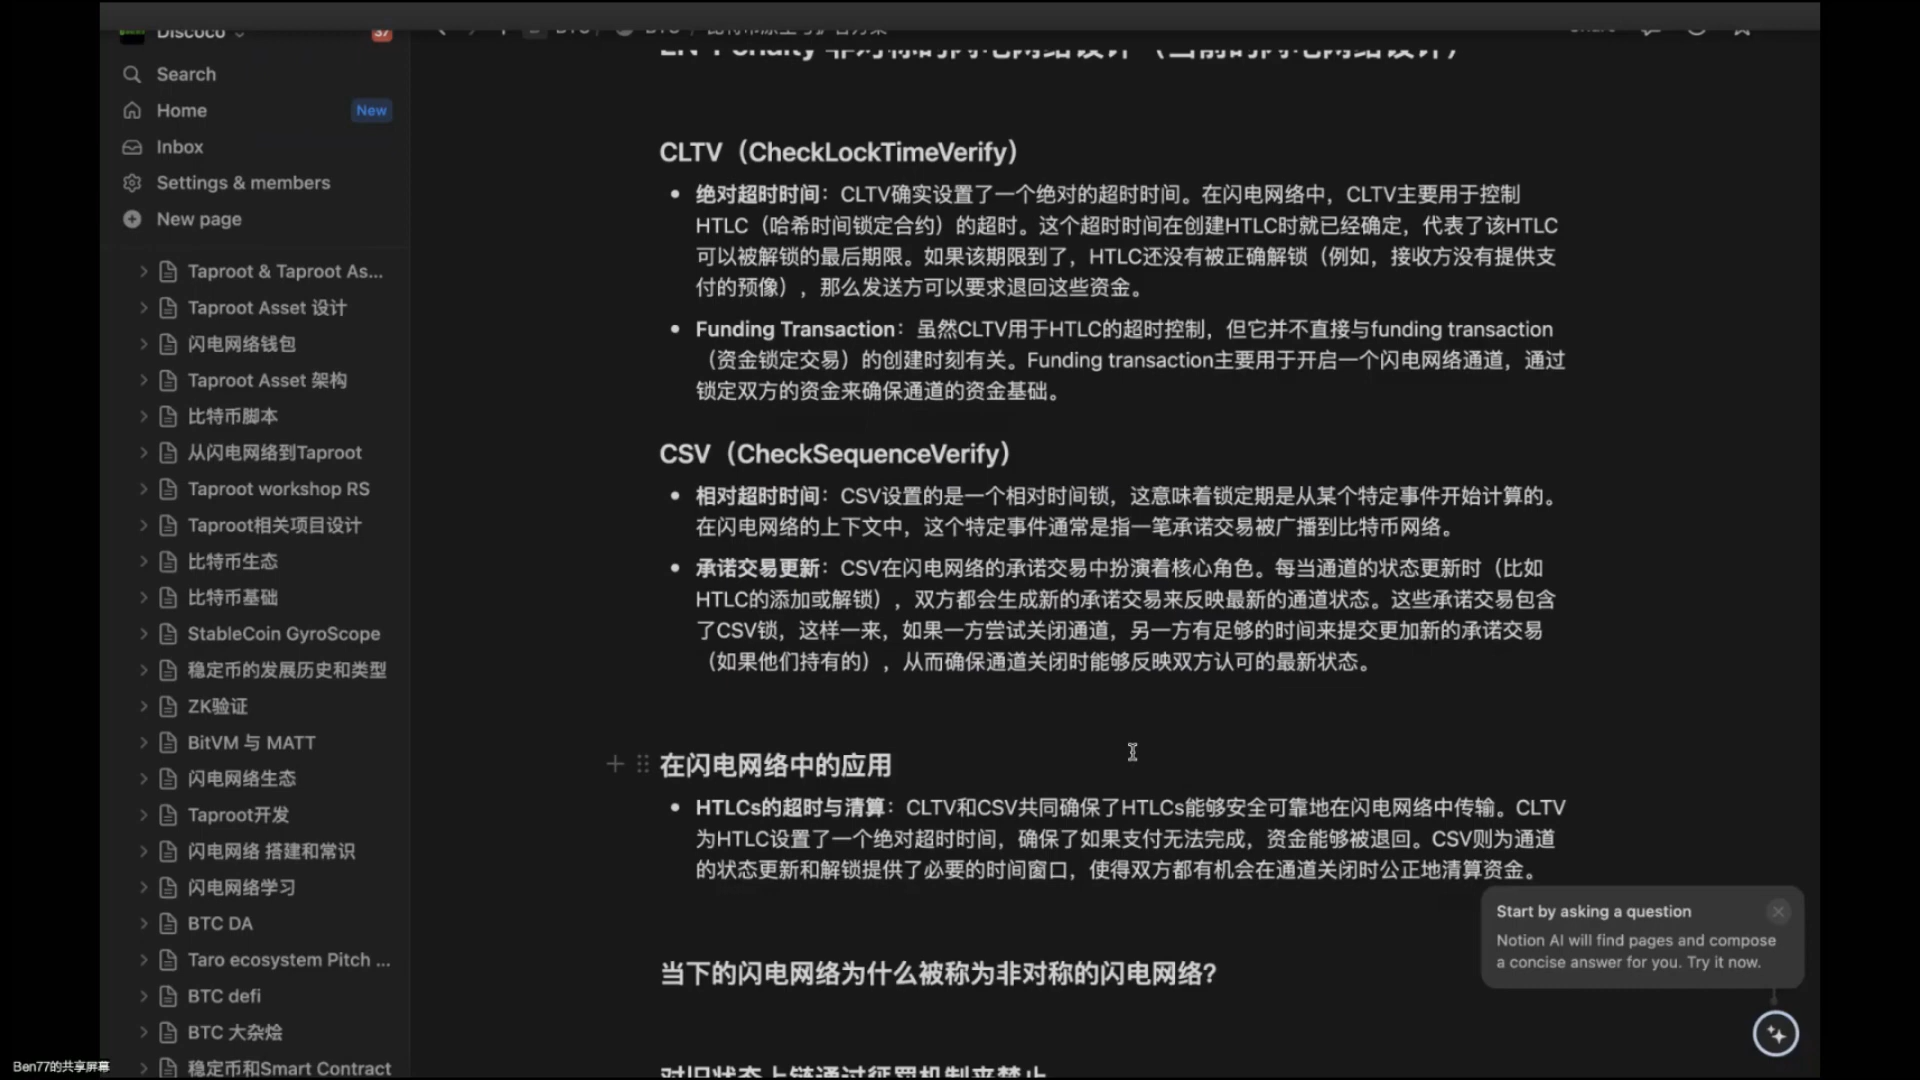 Discoco
37
Search
Home
New
Inbox
Settings & members
New page
Taproot & Taproot As...
Taproot Asset 设计
闪电网络钱包
Taproot Asset 架构
比特币脚本
从闪电网络到Taproot
Taproot workshop RS
Taproot相关项目设计
比特币生态
比特币基础
StableCoin GyroScope
稳定币的发展历史和类型
ZK验证
BitVM 与 MATT
闪电网络生态
Taproot开发
闪电网络 搭建和常识
闪电网络学习
BTC DA
Taro ecosystem Pitch ...
BTC defi
BTC 大杂烩
稳定币和Smart Contract
LN-Penalty 非对称的闪电网络设计（当前的闪电网络设计）
CLTV（CheckLockTimeVerify）
绝对超时时间：CLTV确实设置了一个绝对的超时时间。在闪电网络中，CLTV主要用于控制
HTLC（哈希时间锁定合约）的超时。这个超时时间在创建HTLC时就已经确定，代表了该HTLC
可以被解锁的最后期限。如果该期限到了，HTLC还没有被正确解锁（例如，接收方没有提供支
付的预像），那么发送方可以要求退回这些资金。
Funding Transaction：虽然CLTV用于HTLC的超时控制，但它并不直接与funding transaction
（资金锁定交易）的创建时刻有关。Funding transaction主要用于开启一个闪电网络通道，通过
锁定双方的资金来确保通道的资金基础。
CSV（CheckSequenceVerify）
相对超时时间：CSV设置的是一个相对时间锁，这意味着锁定期是从某个特定事件开始计算的。
在闪电网络的上下文中，这个特定事件通常是指一笔承诺交易被广播到比特币网络。
承诺交易更新：CSV在闪电网络的承诺交易中扮演着核心角色。每当通道的状态更新时（比如
HTLC的添加或解锁），双方都会生成新的承诺交易来反映最新的通道状态。这些承诺交易包含
了CSV锁，这样一来，如果一方尝试关闭通道，另一方有足够的时间来提交更加新的承诺交易
（如果他们持有的），从而确保通道关闭时能够反映双方认可的最新状态。
在闪电网络中的应用
HTLCs的超时与清算：CLTV和CSV共同确保了HTLCs能够安全可靠地在闪电网络中传输。CLTV
为HTLC设置了一个绝对超时时间，确保了如果支付无法完成，资金能够被退回。CSV则为通道
的状态更新和解锁提供了必要的时间窗口，使得双方都有机会在通道关闭时公正地清算资金。
当下的闪电网络为什么被称为非对称的闪电网络？
对旧状态上链通过惩罚机制来禁止
Start by asking a question
Notion AI will find pages and compose
a concise answer for you. Try it now.
Ben77的共享屏幕